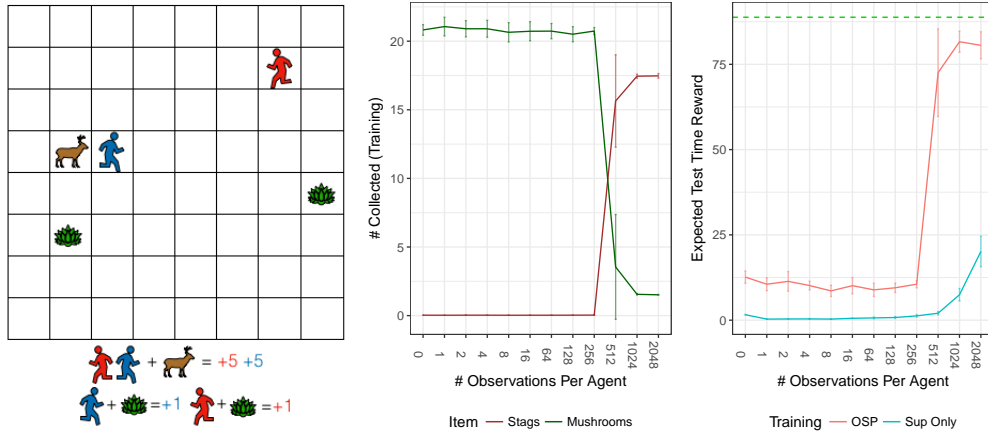 = +5 +5
+ = +1 + = +1
# Collected (Training)
20
15
10
5
0
0 1 2 4 8 16 32 64 128 256 512 1024 2048
# Observations Per Agent
Item Stags Mushrooms
Expected Test Time Reward
75
50
25
0
0 1 2 4 8 16 32 64 128 256 512 1024 2048
# Observations Per Agent
Training OSP Sup Only